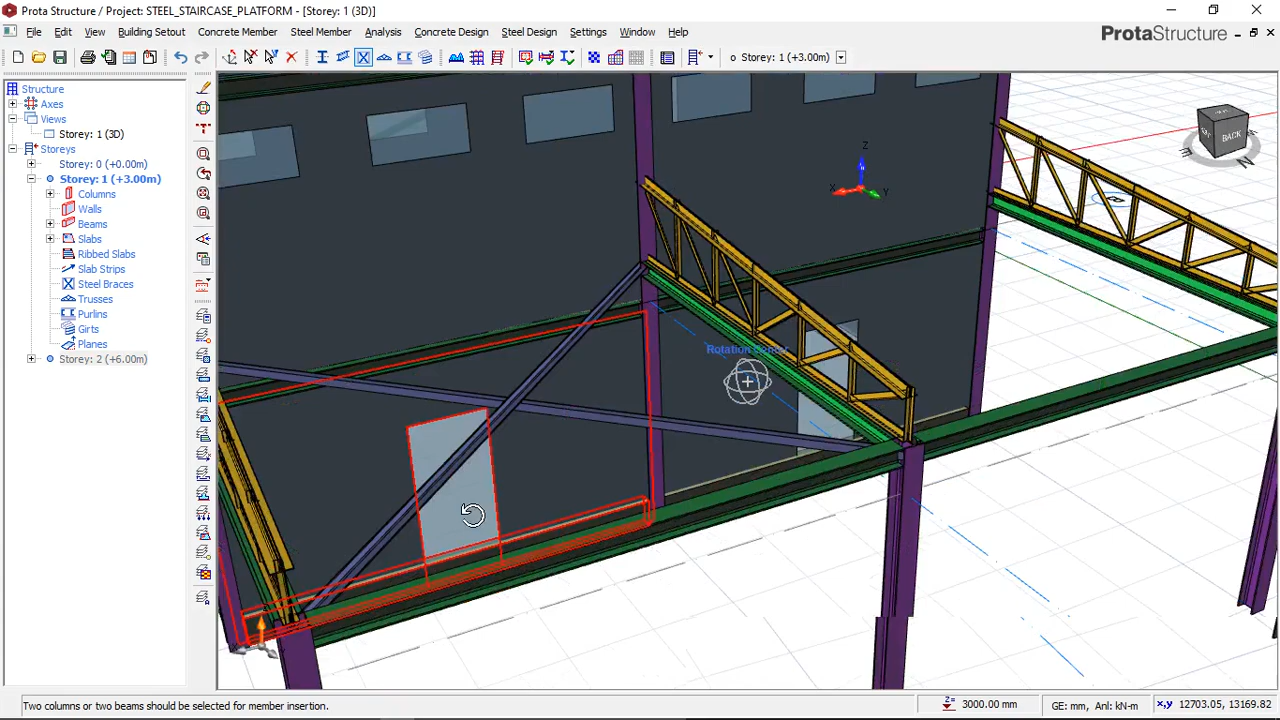 Prota Structure / Project: STEEL_STAIRCASE_PLATFORM - [Storey: 1 (3D)]
File Edit View Building Setout Concrete Member Steel Member Analysis Concrete Design Steel Design Settings Window Help
ProtaStructure
Storey: 1 (+3.00m)
Structure
Axes
Views
Storey: 1 (3D)
Storeys
Storey: 0 (+0.00m)
Storey: 1 (+3.00m)
Columns
Walls
Beams
Slabs
Ribbed Slabs
Slab Strips
Steel Braces
Trusses
Purlins
Girts
Planes
Storey: 2 (+6.00m)
Z
X
Y
BACK
Rotation Center
Two columns or two beams should be selected for member insertion.
Z= 3000.00 mm
GE: mm, Anl: kN-m
x,y 12703.05, 13169.82